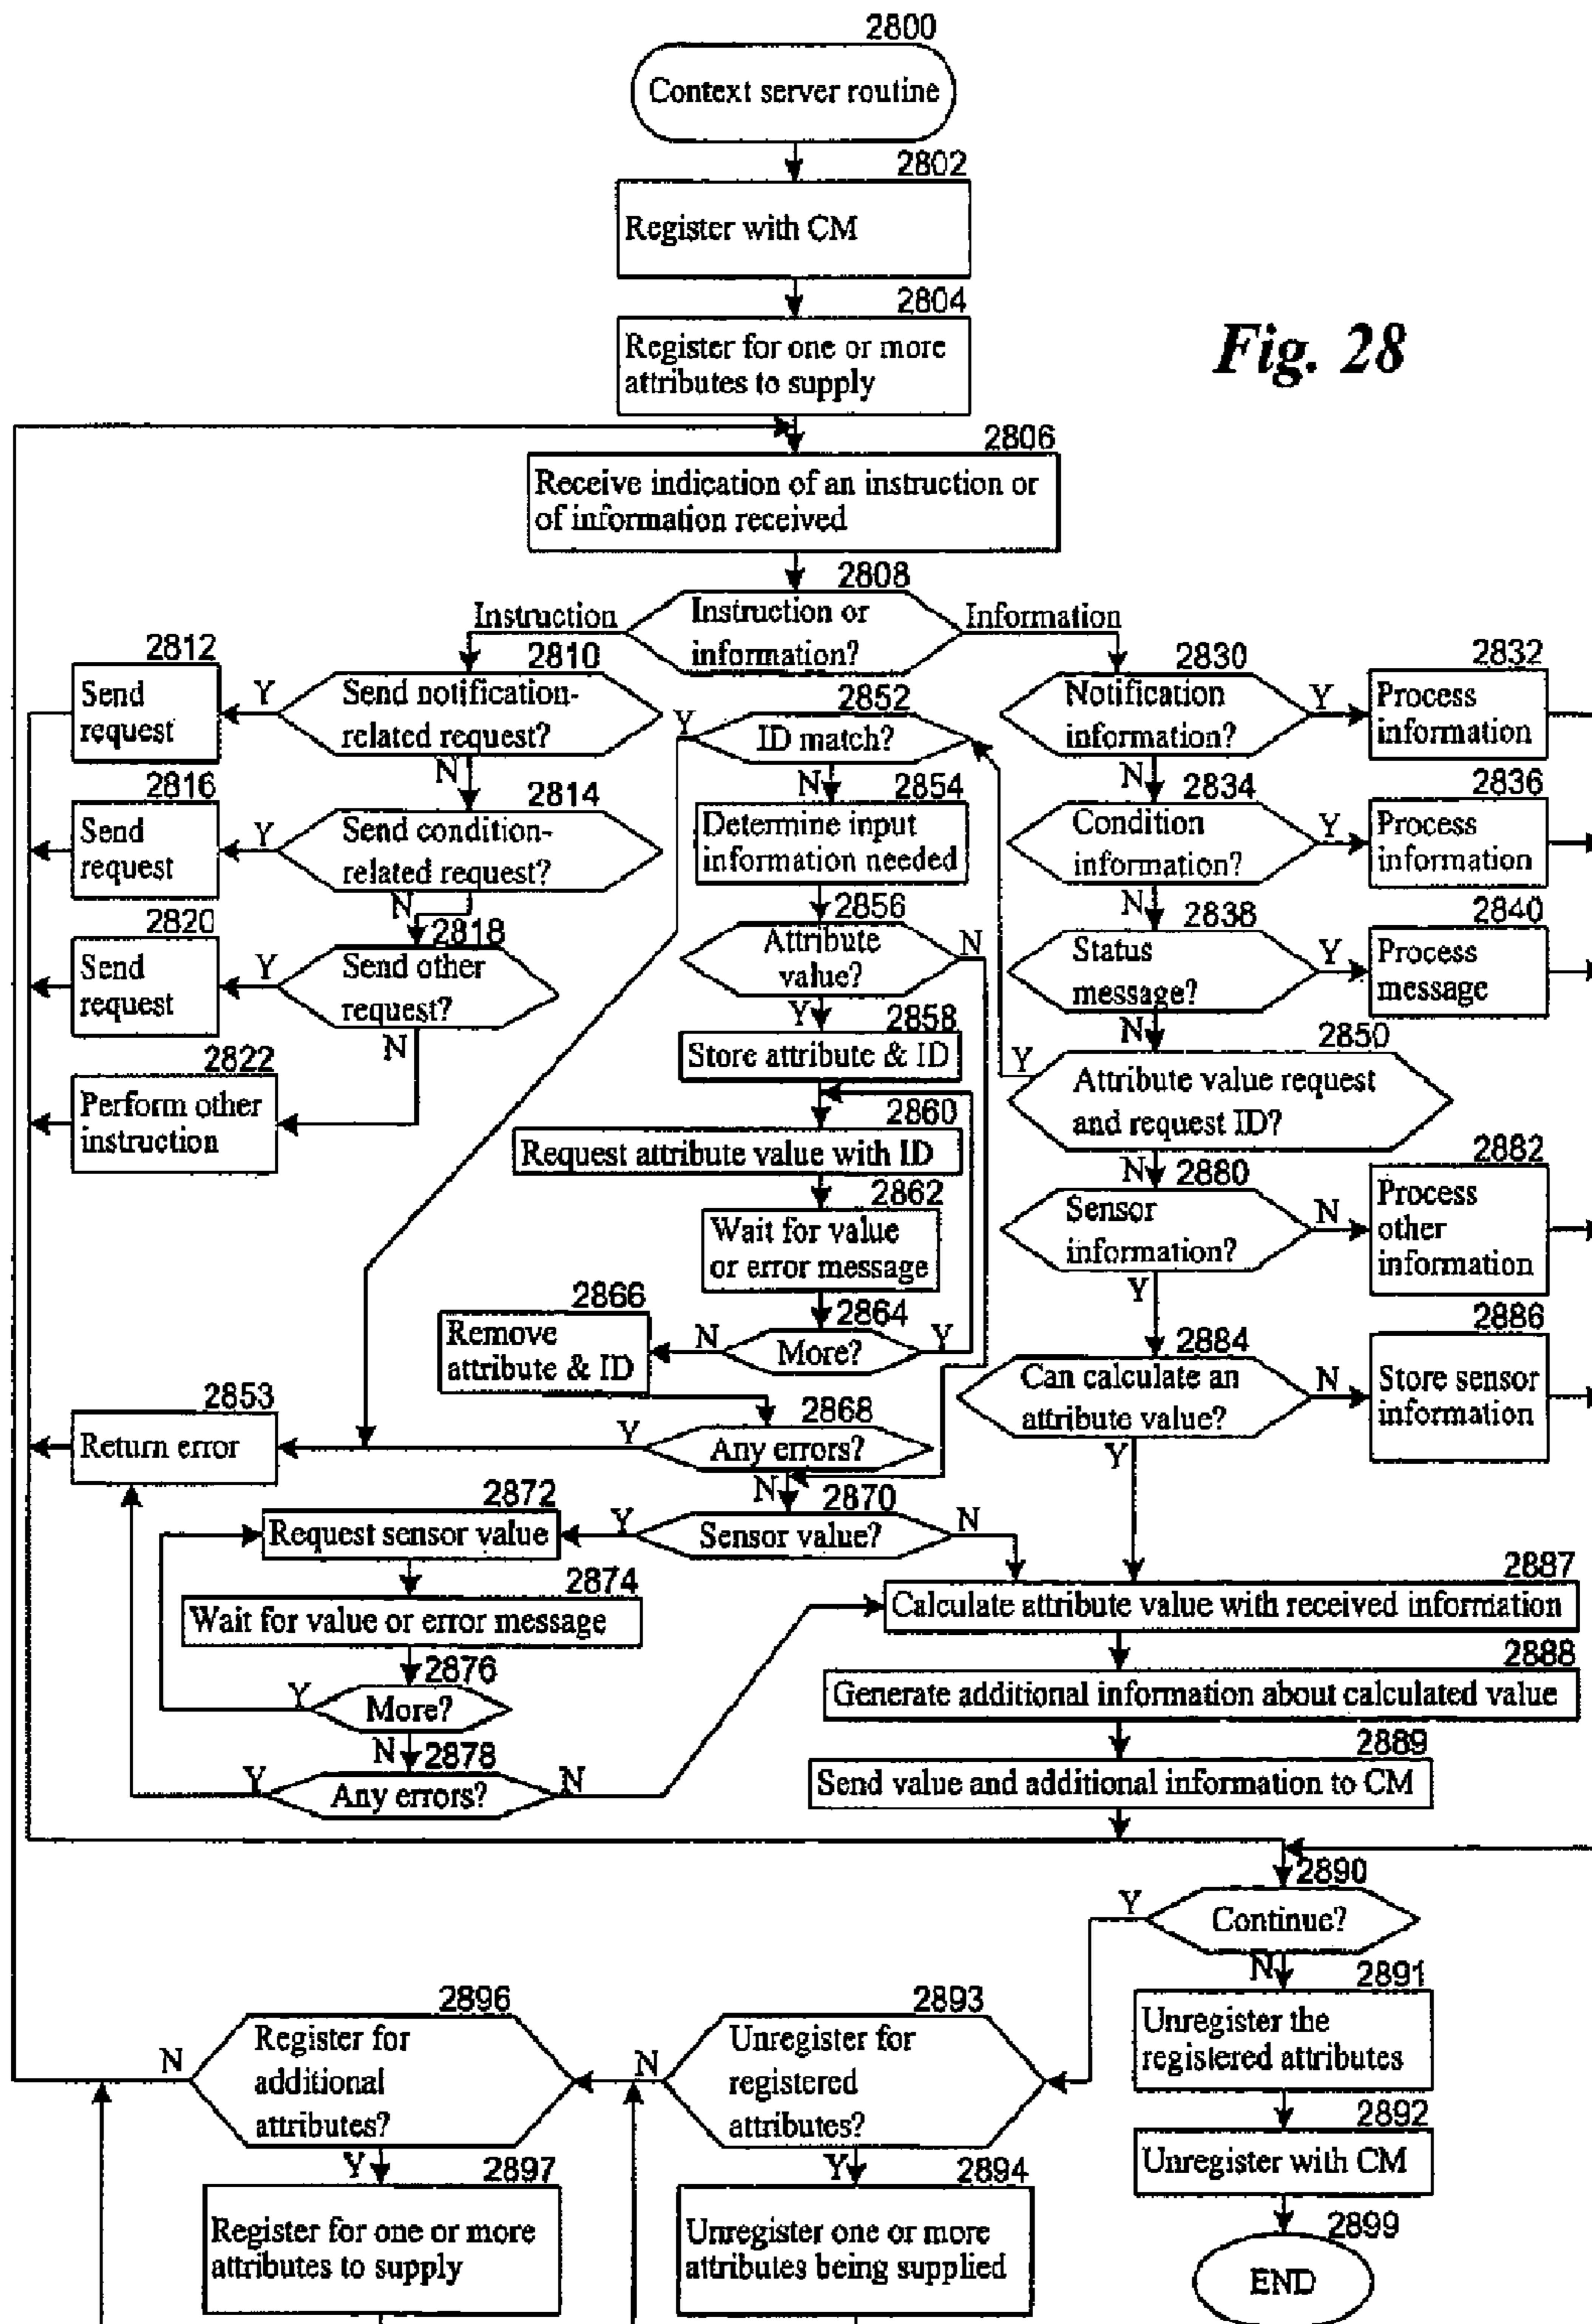 2800
Context server routine
2802
Register with CM
2804
Register for one or more
attributes to supply
Fig. 28
2806
Receive indication of an instruction or
of information received
2808
Instruction or
information?
Instruction
Information
2810
Send notification-
related request?
Y
N
2812
Send
request
2814
Send condition-
related request?
Y
N
2816
Send
request
2818
Send other
request?
Y
N
2820
Send
request
2822
Perform other
instruction
2830
Notification
information?
Y
N
2832
Process
information
2834
Condition
information?
Y
N
2836
Process
information
2838
Status
message?
Y
N
2840
Process
message
2850
Attribute value request
and request ID?
Y
N
2852
ID match?
Y
N
2854
Determine input
information needed
2856
Attribute
value?
N
Y
2858
Store attribute & ID
2860
Request attribute value with ID
2862
Wait for value
or error message
2864
More?
N
Y
2866
Remove
attribute & ID
2868
Any errors?
Y
N
2853
Return error
2870
Sensor value?
Y
N
2872
Request sensor value
2874
Wait for value or error message
2876
More?
Y
N
2878
Any errors?
Y
N
2880
Sensor
information?
N
Y
2882
Process
other
information
2884
Can calculate an
attribute value?
N
Y
2886
Store sensor
information
2887
Calculate attribute value with received information
2888
Generate additional information about calculated value
2889
Send value and additional information to CM
2890
Continue?
Y
N
2891
Unregister the
registered attributes
2892
Unregister with CM
2899
END
2893
Unregister for
registered
attributes?
N
Y
2894
Unregister one or more
attributes being supplied
2896
Register for
additional
attributes?
N
Y
2897
Register for one or more
attributes to supply